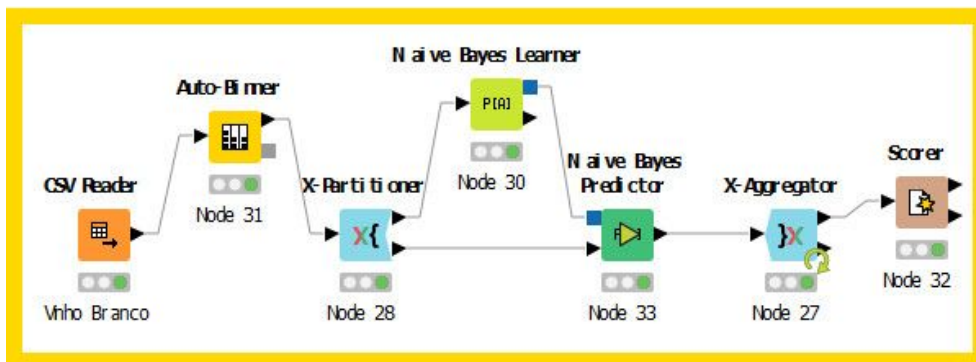 Naive Bayes Learner
Auto-Binner
P(A)
Node 30
Node 31
CSV Reader
Vinho Branco
X-Partitioner
X{
Node 28
Naive Bayes
Predictor
Node 33
X-Aggregator
}X
Node 27
Scorer
Node 32